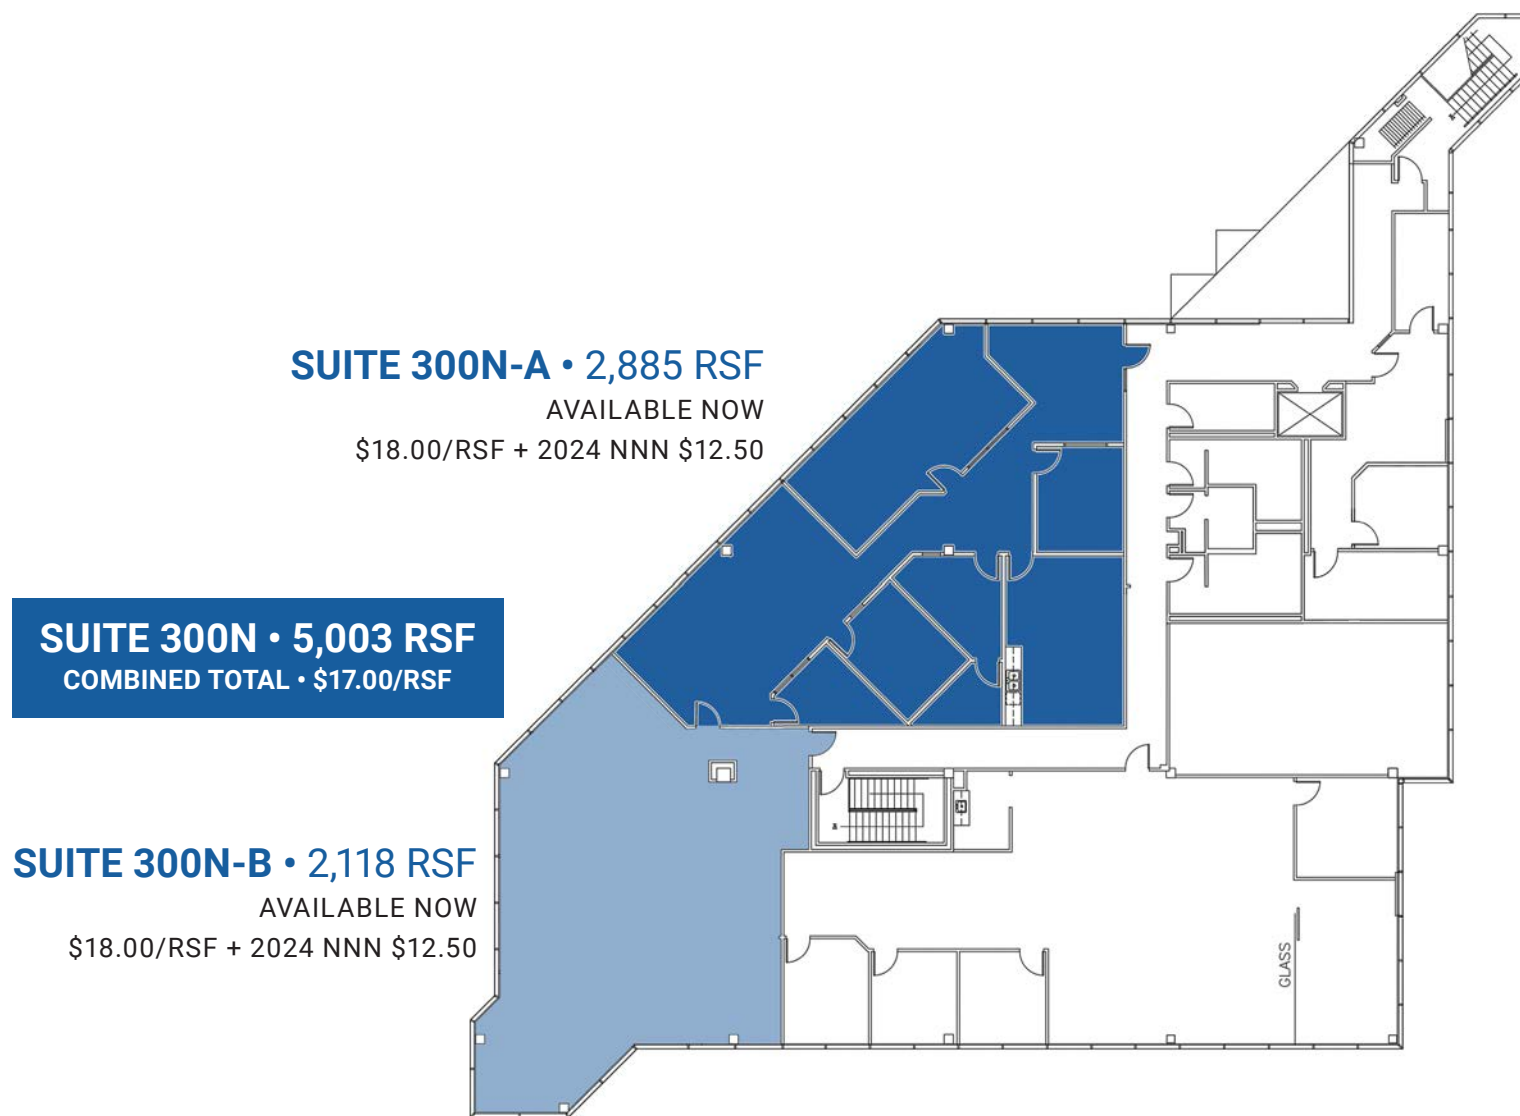 SUITE 300N-A • 2,885 RSF
AVAILABLE NOW
$18.00/RSF + 2024 NNN $12.50
SUITE 300N • 5,003 RSF
COMBINED TOTAL • $17.00/RSF
SUITE 300N-B • 2,118 RSF
AVAILABLE NOW
$18.00/RSF + 2024 NNN $12.50
GLASS